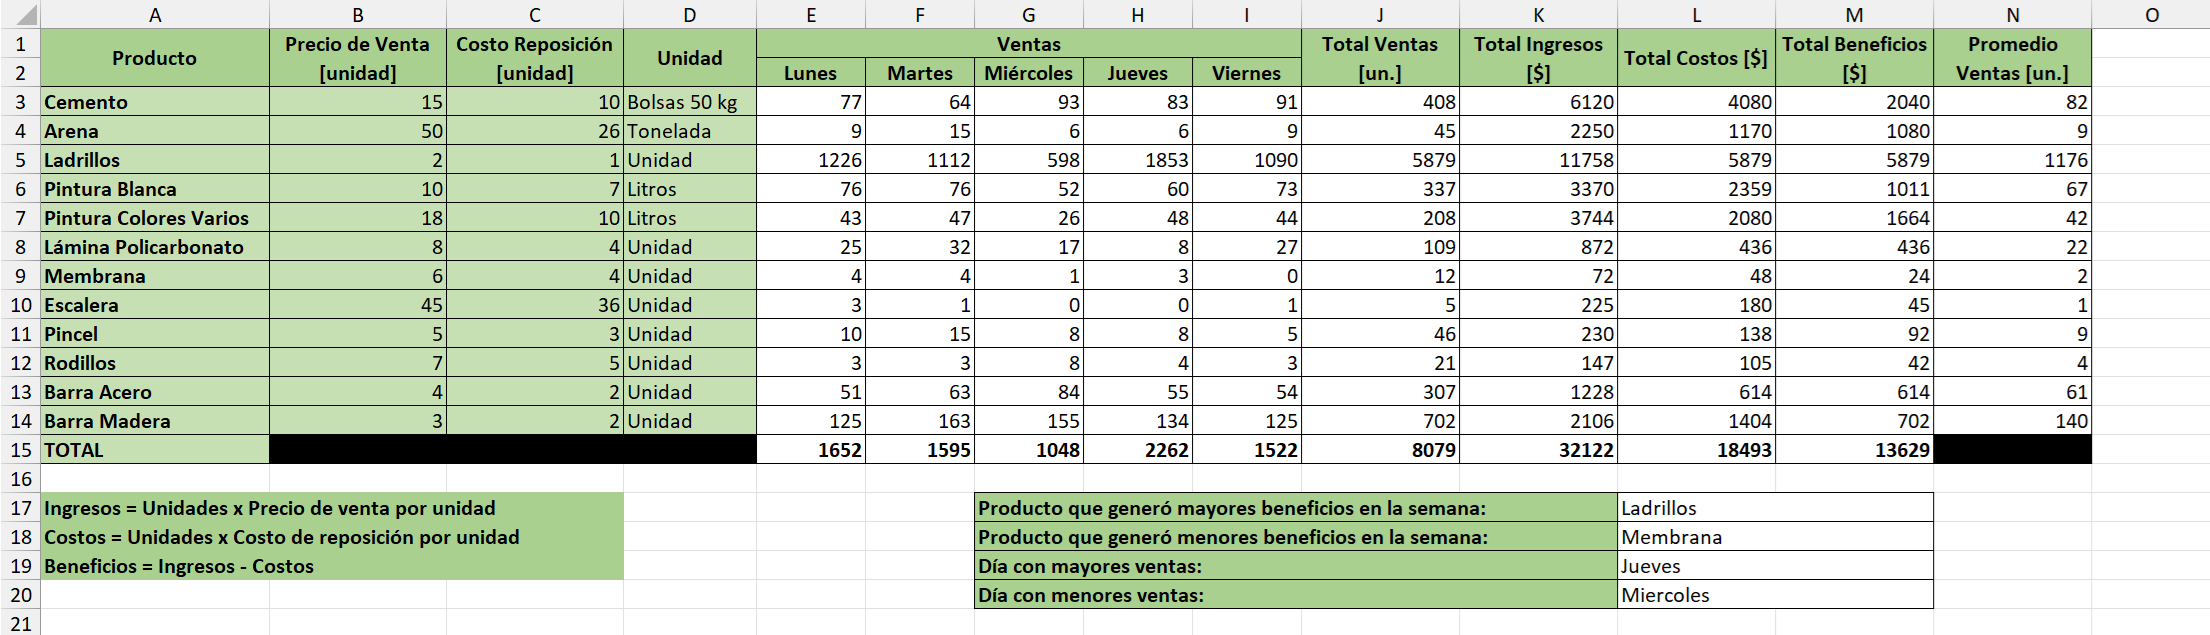 A B C D E F G H I J K L M N O
1 Producto Precio de Venta Costo Reposición Unidad Ventas Total Ventas Total Ingresos Total Costos [$] Total Beneficios Promedio
2 [unidad] [unidad] Lunes Martes Miércoles Jueves Viernes [un.] [$] [$] Ventas [un.]
3 Cemento 15 10 Bolsas 50 kg 77 64 93 83 91 408 6120 4080 2040 82
4 Arena 50 26 Tonelada 9 15 6 6 9 45 2250 1170 1080 9
5 Ladrillos 2 1 Unidad 1226 1112 598 1853 1090 5879 11758 5879 5879 1176
6 Pintura Blanca 10 7 Litros 76 76 52 60 73 337 3370 2359 1011 67
7 Pintura Colores Varios 18 10 Litros 43 47 26 48 44 208 3744 2080 1664 42
8 Lámina Policarbonato 8 4 Unidad 25 32 17 8 27 109 872 436 436 22
9 Membrana 6 4 Unidad 4 4 1 3 0 12 72 48 24 2
10 Escalera 45 36 Unidad 3 1 0 0 1 5 225 180 45 1
11 Pincel 5 3 Unidad 10 15 8 8 5 46 230 138 92 9
12 Rodillos 7 5 Unidad 3 3 8 4 3 21 147 105 42 4
13 Barra Acero 4 2 Unidad 51 63 84 55 54 307 1228 614 614 61
14 Barra Madera 3 2 Unidad 125 163 155 134 125 702 2106 1404 702 140
15 TOTAL 1652 1595 1048 2262 1522 8079 32122 18493 13629
16
17 Ingresos = Unidades x Precio de venta por unidad Producto que generó mayores beneficios en la semana: Ladrillos
18 Costos = Unidades x Costo de reposición por unidad Producto que generó menores beneficios en la semana: Membrana
19 Beneficios = Ingresos - Costos Día con mayores ventas: Jueves
20 Día con menores ventas: Miercoles
21